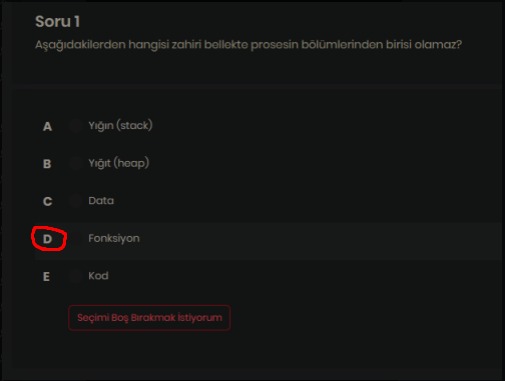 Soru 1
Aşağıdakilerden hangisi zahiri bellekte prosesin bölümlerinden birisi olamaz?
A Yığın (stack)
B Yığıt (heap)
C Data
D Fonksiyon
E Kod
Seçimi Boş Bırakmak İstiyorum